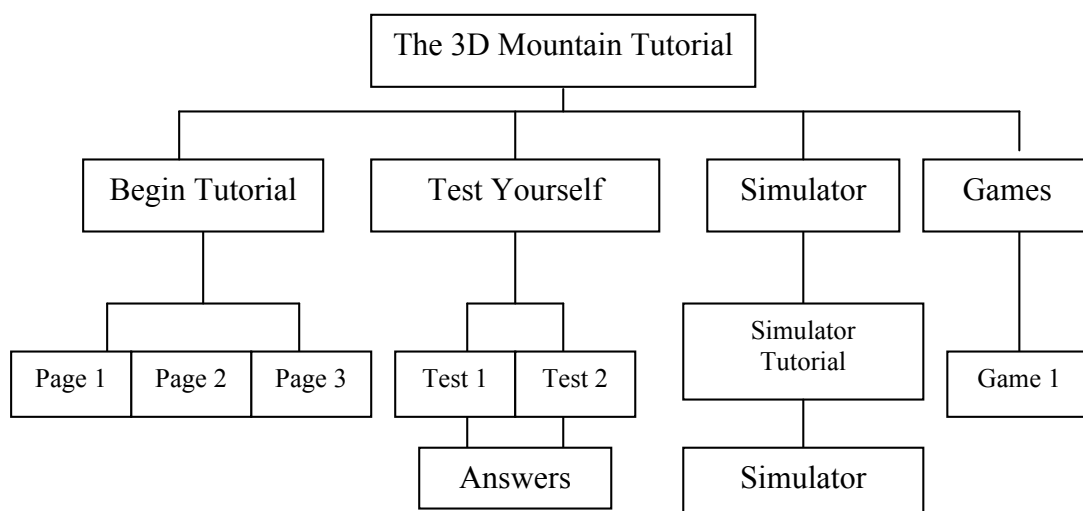 The 3D Mountain Tutorial
Begin Tutorial
Test Yourself
Simulator
Games
Page 1
Page 2
Page 3
Test 1
Test 2
Simulator
Tutorial
Game 1
Answers
Simulator